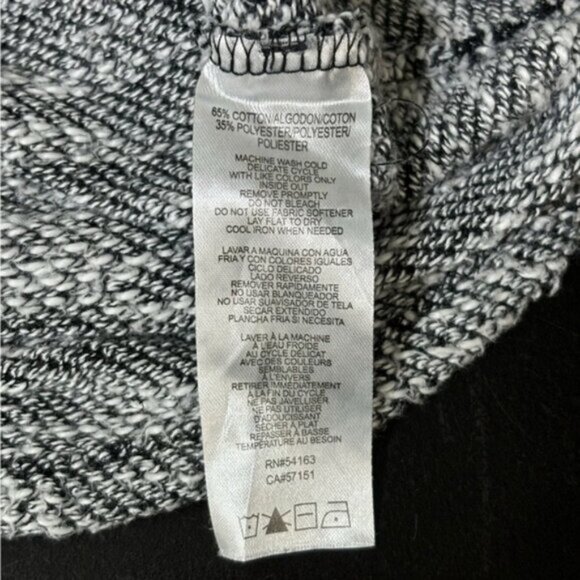 65% COTTON/ALGODON/COTON
35% POLYESTER/POLYESTER/
POLIESTER
MACHINE WASH COLD
DELICATE CYCLE
WITH LIKE COLORS ONLY
INSIDE OUT
REMOVE PROMPTLY
DO NOT BLEACH
DO NOT USE FABRIC SOFTENER
LAY FLAT TO DRY
COOL IRON WHEN NEEDED
LAVAR A MAQUINA CON AGUA
FRIA Y CON COLORES IGUALES
CICLO DELICADO
LADO REVERSO
REMOVER RAPIDAMENTE
NO USAR BLANQUEADOR
NO USAR SUAVISADOR DE TELA
SECAR EXTENDIDO
PLANCHA FRIA SI NECESITA
LAVER À LA MACHINE
À L'EAU FROIDE
AU CYCLE DÉLICAT
AVEC DES COULEURS
SEMBLABLES
À L'ENVERS
RETIRER IMMÉDIATEMENT
À LA FIN DU CYCLE
NE PAS JAVELLISER
NE PAS UTILISER
D'ADOUCISSANT
SÉCHER À PLAT
REPASSER À BASSE
TEMPÉRATURE AU BESOIN
RN#54163
CA#57151